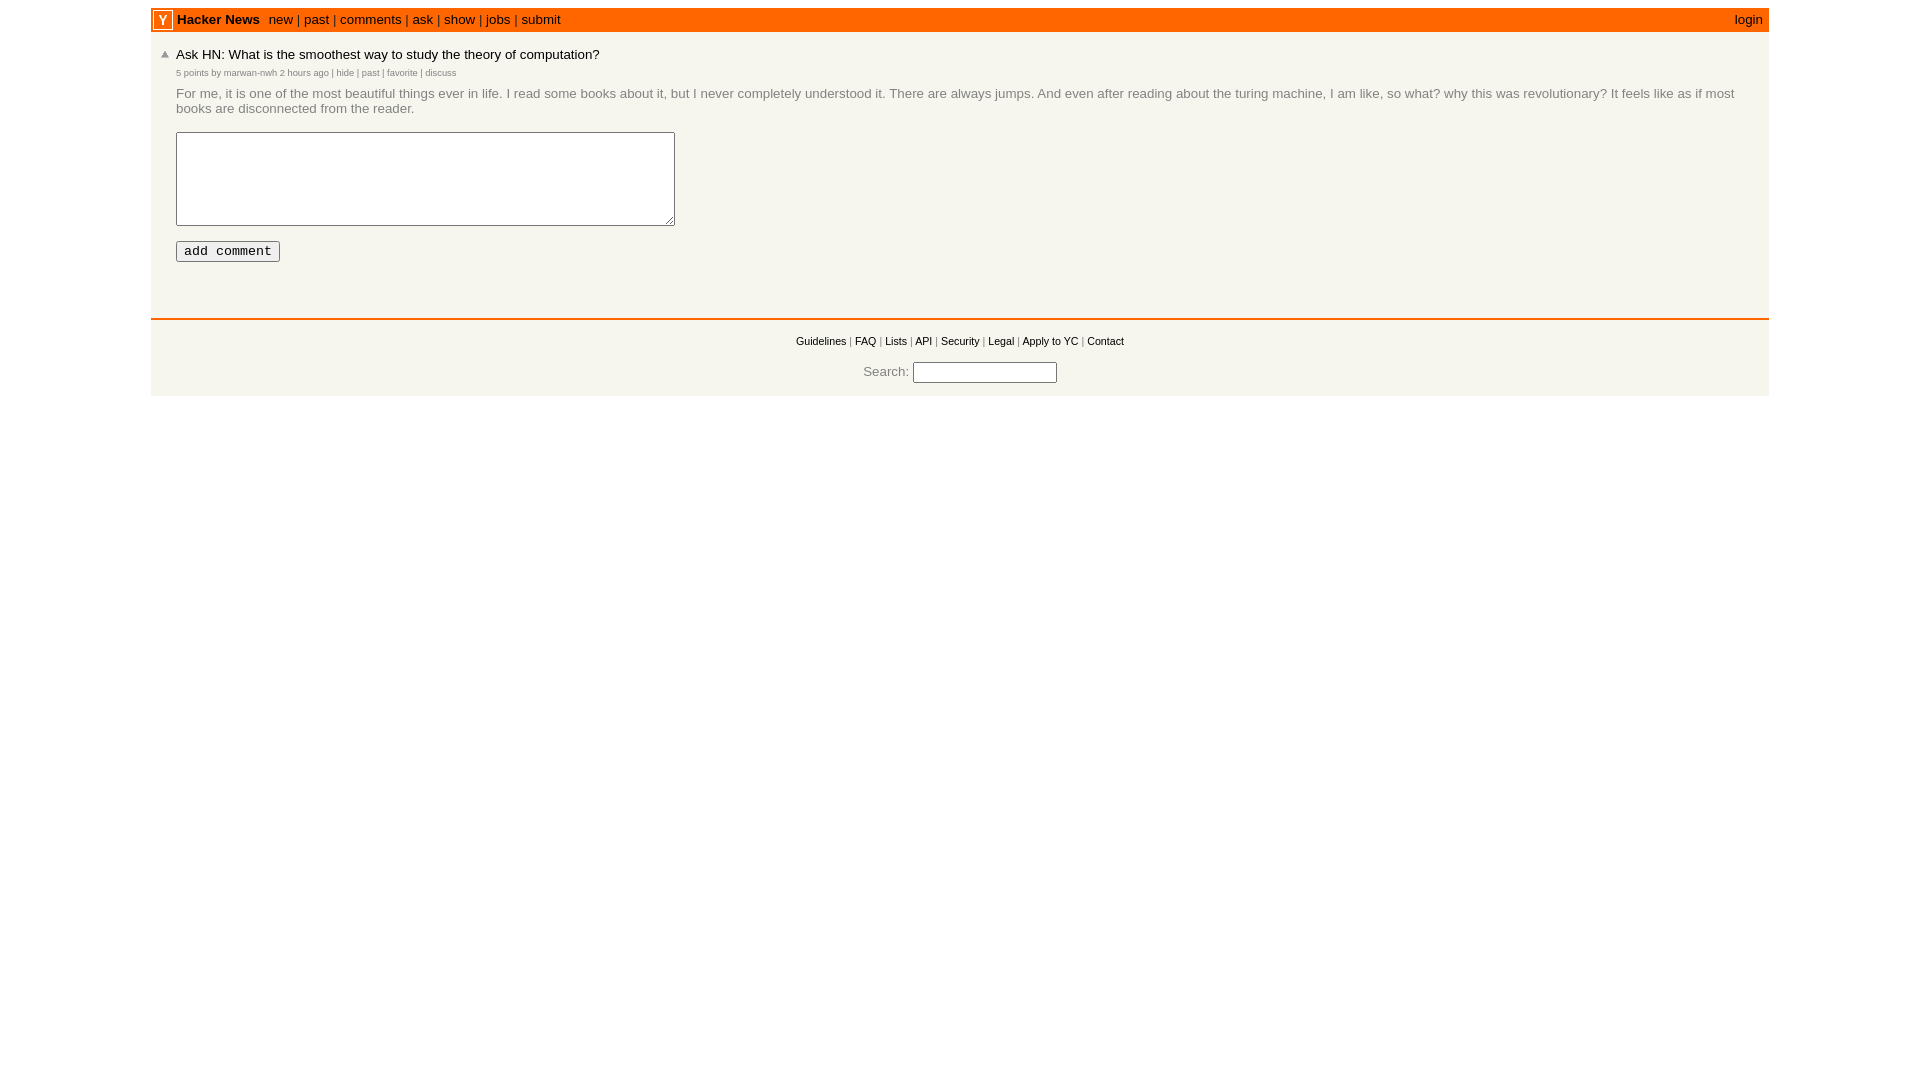 Y Hacker News new | past | comments | ask | show | jobs | submit login
Ask HN: What is the smoothest way to study the theory of computation?
5 points by marwan-nwh 2 hours ago | hide | past | favorite | discuss
For me, it is one of the most beautiful things ever in life. I read some books about it, but I never completely understood it. There are always jumps. And even after reading about the turing machine, I am like, so what? why this was revolutionary? It feels like as if most
books are disconnected from the reader.
add comment
Guidelines | FAQ | Lists | API | Security | Legal | Apply to YC | Contact
Search: